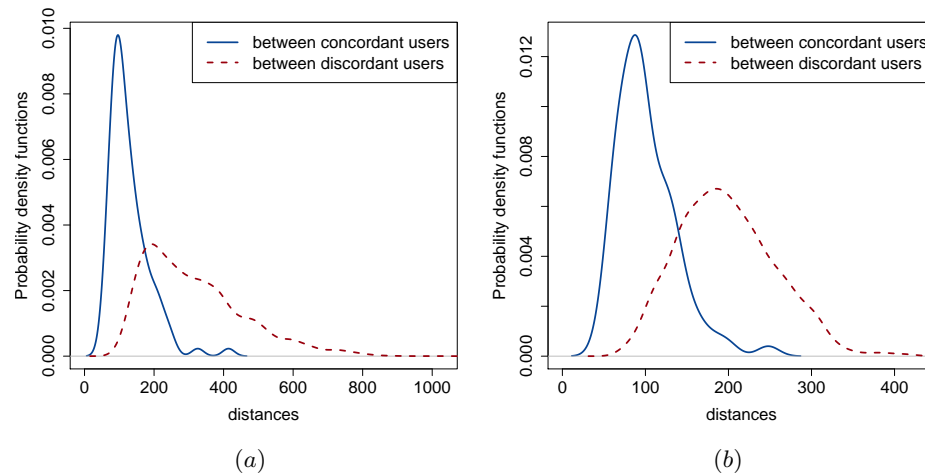 between concordant users
between discordant users
Probability density functions
0.000 0.002 0.004 0.006 0.008 0.010
0 200 400 600 800 1000
distances
(a)
between concordant users
between discordant users
Probability density functions
0.000 0.004 0.008 0.012
0 100 200 300 400
distances
(b)